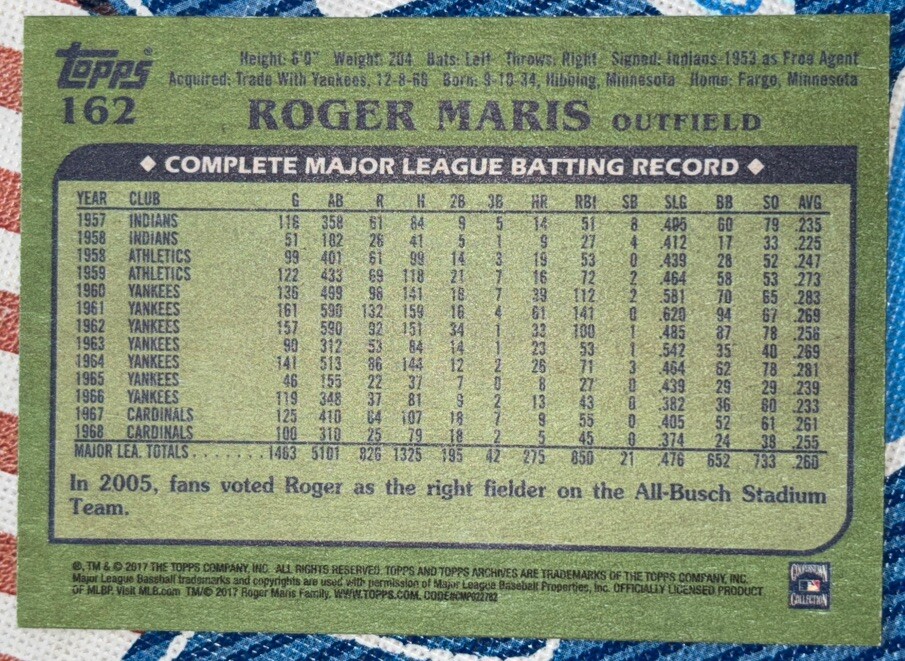 Topps®
162
Height: 6'0" Weight: 204 Bats: Left Throws: Right Signed: Indians-1953 as Free Agent
Acquired: Trade With Yankees, 12-8-66 Born: 9-10-34, Hibbing, Minnesota Home: Fargo, Minnesota
ROGER MARIS OUTFIELD
◆ COMPLETE MAJOR LEAGUE BATTING RECORD ◆
YEAR CLUB G AB R H 2B 3B HR RBI SB SLG BB SO AVG
1957 INDIANS 116 358 61 84 9 5 14 51 8 .405 60 79 .235
1958 INDIANS 51 182 26 41 5 1 9 27 4 .412 17 33 .225
1958 ATHLETICS 99 401 61 99 14 3 19 53 0 .439 28 52 .247
1959 ATHLETICS 122 433 69 118 21 7 16 72 2 .464 58 53 .273
1960 YANKEES 136 499 98 141 18 7 39 112 2 .581 70 65 .283
1961 YANKEES 161 590 132 159 16 4 61 141 0 .620 94 67 .269
1962 YANKEES 157 590 92 151 34 1 33 100 1 .485 87 78 .256
1963 YANKEES 90 312 53 84 14 1 23 53 1 .542 35 40 .269
1964 YANKEES 141 513 86 144 12 2 26 71 3 .464 62 78 .281
1965 YANKEES 46 155 22 37 7 0 8 27 0 .439 29 29 .239
1966 YANKEES 119 348 37 81 9 2 13 43 0 .382 36 60 .233
1967 CARDINALS 125 410 64 107 18 7 9 55 0 .405 52 61 .261
1968 CARDINALS 100 310 25 79 18 2 5 45 0 .374 24 38 .255
MAJOR LEA. TOTALS . . . . . . . 1463 5101 826 1325 195 42 275 850 21 .476 652 733 .260
In 2005, fans voted Roger as the right fielder on the All-Busch Stadium
Team.
®, TM & © 2017 THE TOPPS COMPANY, INC. ALL RIGHTS RESERVED. TOPPS AND TOPPS ARCHIVES ARE TRADEMARKS OF THE TOPPS COMPANY, INC.
Major League Baseball trademarks and copyrights are used with permission of Major League Baseball Properties, Inc. OFFICIALLY LICENSED PRODUCT
OF MLBP. Visit MLB.com TM/© 2017 Roger Maris Family. WWW.TOPPS.COM. CODE#CMP022782
COOPERSTOWN
COLLECTION